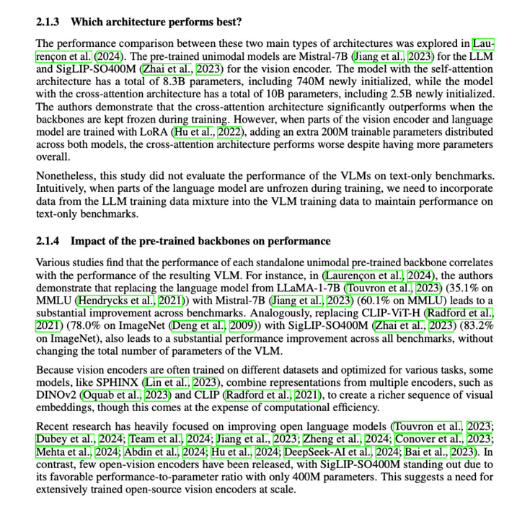 2.1.3 Which architecture performs best?
The performance comparison between these two main types of architectures was explored in Lau-
rençon et al. (2024). The pre-trained unimodal models are Mistral-7B (Jiang et al., 2023) for the LLM
and SigLIP-SO400M (Zhai et al., 2023) for the vision encoder. The model with the self-attention
architecture has a total of 8.3B parameters, including 740M newly initialized, while the model
with the cross-attention architecture has a total of 10B parameters, including 2.5B newly initialized.
The authors demonstrate that the cross-attention architecture significantly outperforms when the
backbones are kept frozen during training. However, when parts of the vision encoder and language
model are trained with LoRA (Hu et al., 2022), adding an extra 200M trainable parameters distributed
across both models, the cross-attention architecture performs worse despite having more parameters
overall.
Nonetheless, this study did not evaluate the performance of the VLMs on text-only benchmarks.
Intuitively, when parts of the language model are unfrozen during training, we need to incorporate
data from the LLM training data mixture into the VLM training data to maintain performance on
text-only benchmarks.
2.1.4 Impact of the pre-trained backbones on performance
Various studies find that the performance of each standalone unimodal pre-trained backbone correlates
with the performance of the resulting VLM. For instance, in (Laurençon et al., 2024), the authors
demonstrate that replacing the language model from LLaMA-1-7B (Touvron et al., 2023) (35.1% on
MMLU (Hendrycks et al., 2021)) with Mistral-7B (Jiang et al., 2023) (60.1% on MMLU) leads to a
substantial improvement across benchmarks. Analogously, replacing CLIP-ViT-H (Radford et al.,
2021) (78.0% on ImageNet (Deng et al., 2009)) with SigLIP-SO400M (Zhai et al., 2023) (83.2%
on ImageNet), also leads to a substantial performance improvement across all benchmarks, without
changing the total number of parameters of the VLM.
Because vision encoders are often trained on different datasets and optimized for various tasks, some
models, like SPHINX (Lin et al., 2023), combine representations from multiple encoders, such as
DINOv2 (Oquab et al., 2023) and CLIP (Radford et al., 2021), to create a richer sequence of visual
embeddings, though this comes at the expense of computational efficiency.
Recent research has heavily focused on improving open language models (Touvron et al., 2023;
Dubey et al., 2024; Team et al., 2024; Jiang et al., 2023; Zheng et al., 2024; Conover et al., 2023;
Mehta et al., 2024; Abdin et al., 2024; Hu et al., 2024; DeepSeek-AI et al., 2024; Bai et al., 2023). In
contrast, few open-vision encoders have been released, with SigLIP-SO400M standing out due to
its favorable performance-to-parameter ratio with only 400M parameters. This suggests a need for
extensively trained open-source vision encoders at scale.